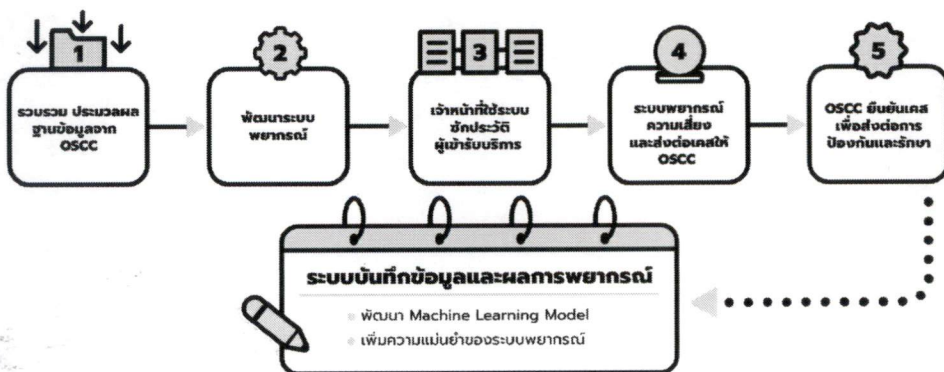 1
รวบรวม ประมวลผล
ฐานข้อมูลจาก
OSCC
2
พัฒนาระบบ
พยากรณ์
3
เจ้าหน้าที่ใช้ระบบ
ซักประวัติ
ผู้เข้ารับบริการ
4
ระบบพยากรณ์
ความเสี่ยง
และส่งต่อเคสให้
OSCC
5
OSCC ยืนยันเคส
เพื่อส่งต่อการ
ป้องกันและรักษา
ระบบบันทึกข้อมูลและผลการพยากรณ์
พัฒนา Machine Learning Model
เพิ่มความแม่นยำของระบบพยากรณ์